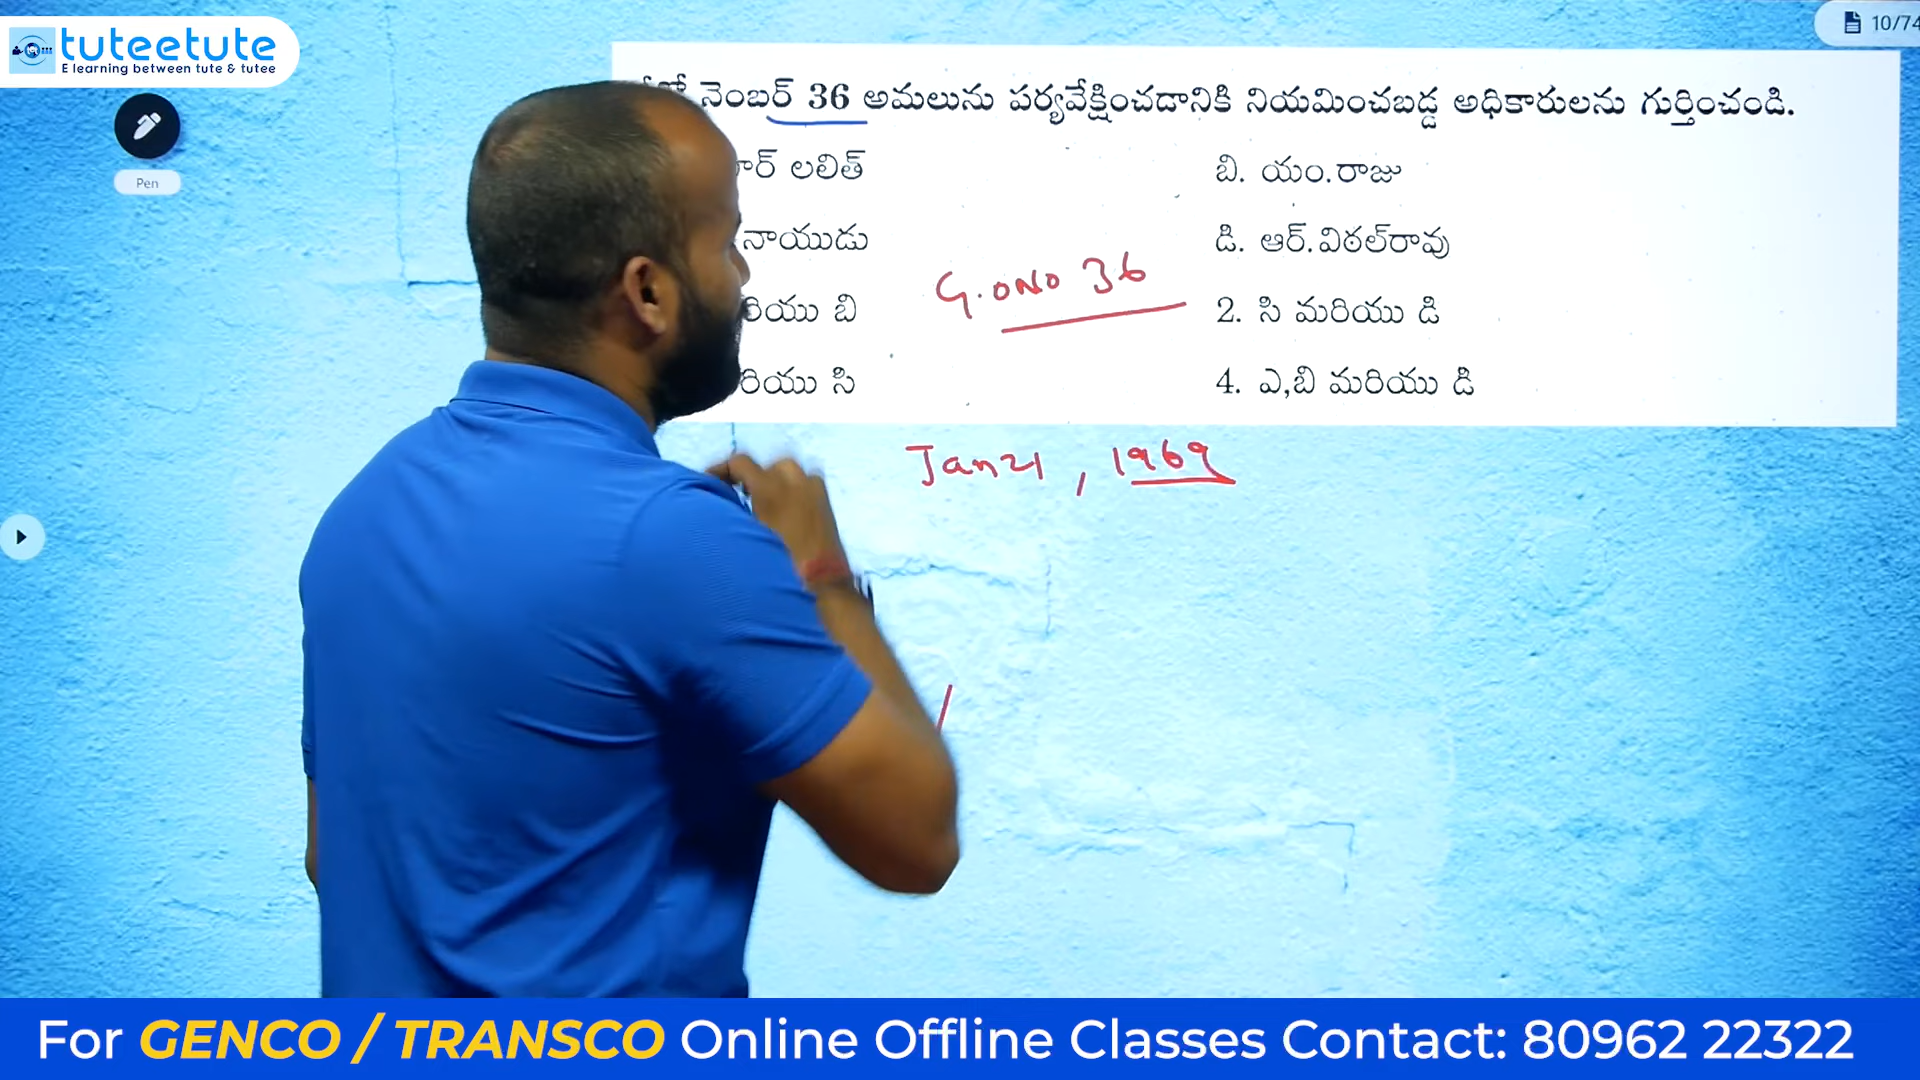 tuteetute
E learning between tute & tutee
10/74
Pen
నెంబర్ 36 అమలును పర్యవేక్షించడానికి నియమించబడ్డ అధికారులను గుర్తించండి.
లలిత్
బి. యం.రాజు
నాయుడు
డి. ఆర్.విఠల్‌రావు
G.ONO 36
బి
2. సి మరియు డి
సి
4. ఎ,బి మరియు డి
Jan 21, 1969
For GENCO / TRANSCO Online Offline Classes Contact: 80962 22322